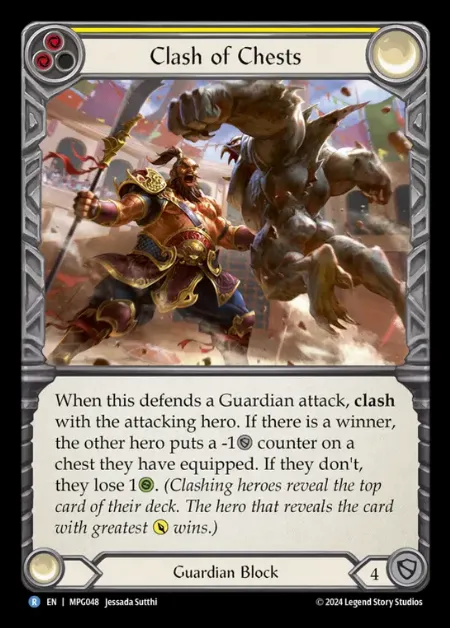 Clash of Chests
When this defends a Guardian attack, clash
with the attacking hero. If there is a winner,
the other hero puts a -1 counter on a
chest they have equipped. If they don't,
they lose 1. (Clashing heroes reveal the top
card of their deck. The hero that reveals the card
with greatest wins.)
Guardian Block
4
R EN | MPG048 Jessada Sutthi
© 2024 Legend Story Studios